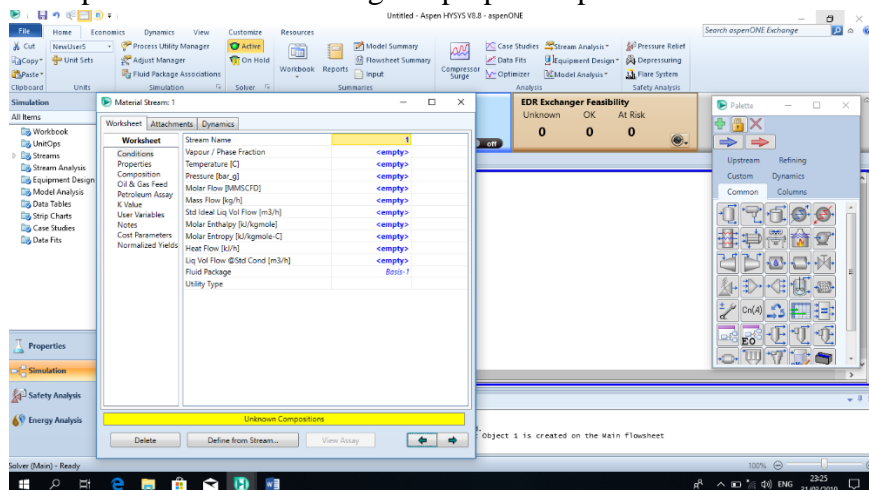 Untitled - Aspen HYSYS V8.8 - aspenONE
File Home Economics Dynamics View Customize Resources
Search aspenONE Exchange
Cut NewUser5 Process Utility Manager Active Model Summary Case Studies Stream Analysis Pressure Relief
Copy Unit Sets Adjust Manager On Hold Workbook Reports Flowsheet Summary Compressor Surge Data Fits Equipment Design Depressuring
Paste Fluid Package Associations Input Optimizer Model Analysis Flare System
Clipboard Units Simulation Solver Summaries Analysis Safety Analysis
Simulation
All Items
Workbook
UnitOps
Streams
Stream Analysis
Equipment Design
Model Analysis
Data Tables
Strip Charts
Case Studies
Data Fits
Properties
Simulation
Safety Analysis
Energy Analysis
Material Stream: 1
Worksheet Attachments Dynamics
Worksheet
Conditions
Properties
Composition
Oil & Gas Feed
Petroleum Assay
K Value
User Variables
Notes
Cost Parameters
Normalized Yields
Stream Name 1
Vapour / Phase Fraction <empty>
Temperature [C] <empty>
Pressure [bar_g] <empty>
Molar Flow [MMSCFD] <empty>
Mass Flow [kg/h] <empty>
Std Ideal Liq Vol Flow [m3/h] <empty>
Molar Enthalpy [kJ/kgmole] <empty>
Molar Entropy [kJ/kgmole-C] <empty>
Heat Flow [kJ/h] <empty>
Liq Vol Flow @Std Cond [m3/h] <empty>
Fluid Package Basis-1
Utility Type
Unknown Compositions
Delete Define from Stream... View Assay
off
EDR Exchanger Feasibility
Unknown OK At Risk
0 0 0
Palette
Upstream Refining
Custom Dynamics
Common Columns
Cn(A)
EO
Object 1 is created on the Main flowsheet
Solver (Main) - Ready
100%
ENG
23:25